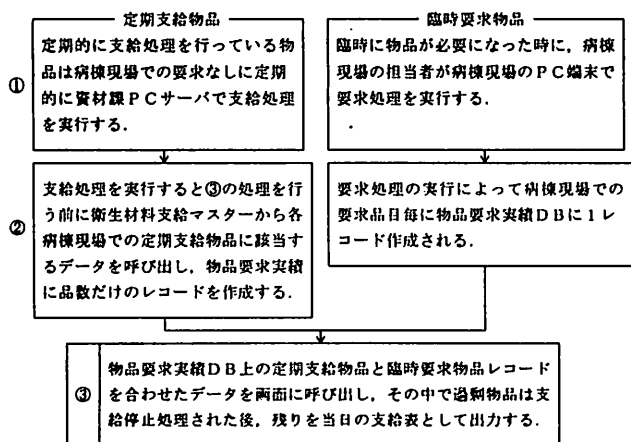 定期支給物品
定期的に支給処理を行っている物
品は病棟現場での要求なしに定期
的に資材課PCサーバで支給処理
を実行する．
臨時要求物品
臨時に物品が必要になった時に，病棟
現場の担当者が病棟現場のPC端末で
要求処理を実行する．
①
支給処理を実行すると③の処理を行
う前に衛生材料支給マスターから各
病棟現場での定期支給物品に該当す
るデータを呼び出し，物品要求実績
に品数だけのレコードを作成する．
②
要求処理の実行によって病棟現場での
要求品目毎に物品要求実績DBに1レ
コード作成される．
③
物品要求実績DB上の定期支給物品と臨時要求物品レコード
を合わせたデータを画面に呼び出し，その中で過剰物品は支
給停止処理された後，残りを当日の支給表として出力する．